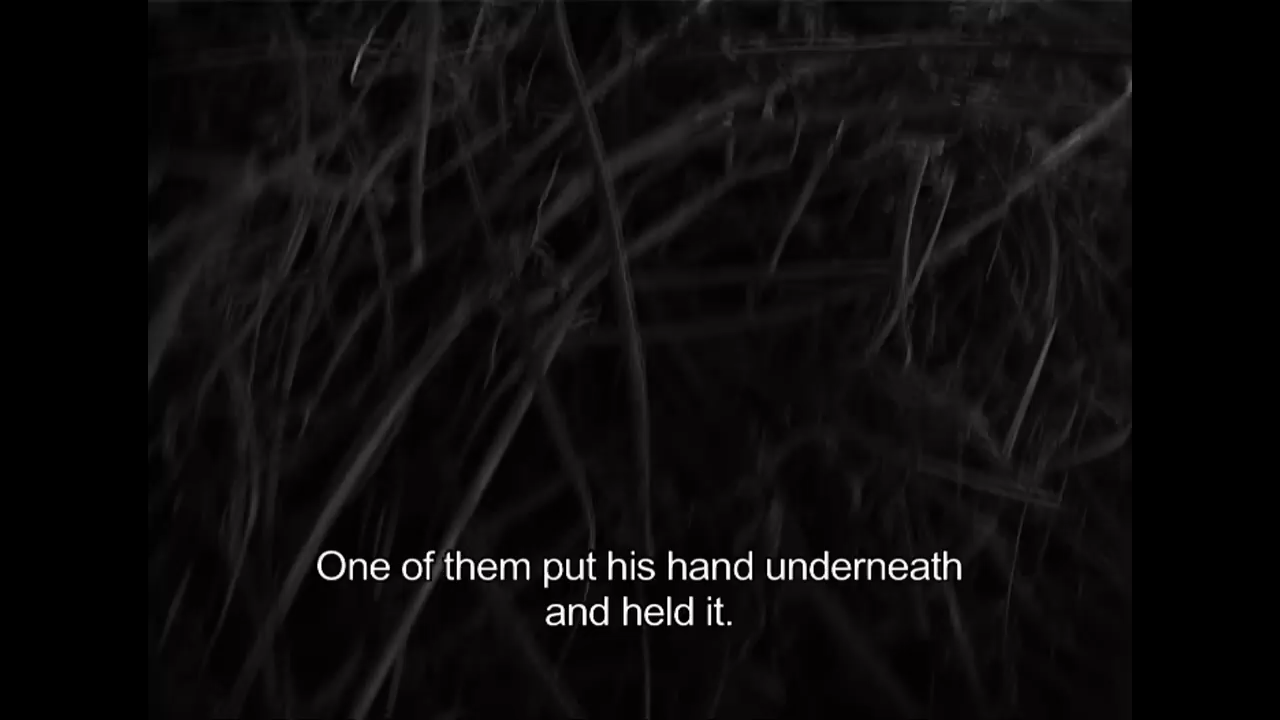 One of them put his hand underneath
and held it.